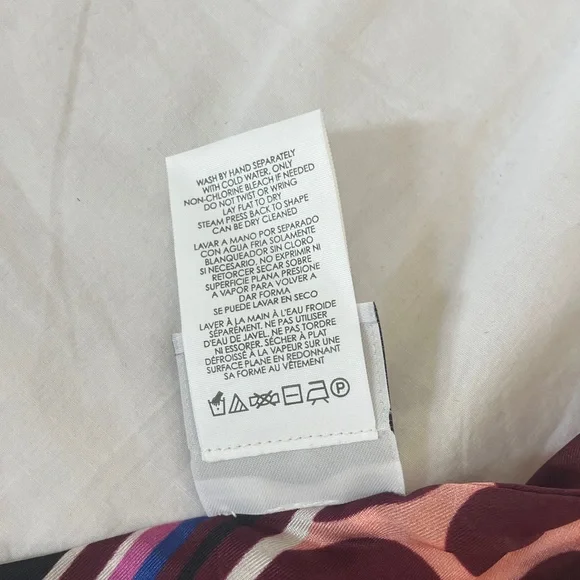 WASH BY HAND SEPARATELY
WITH COLD WATER, ONLY
NON-CHLORINE BLEACH IF NEEDED
DO NOT TWIST OR WRING
LAY FLAT TO DRY
STEAM PRESS BACK TO SHAPE
CAN BE DRY CLEANED
LAVAR A MANO POR SEPARADO
CON AGUA FRIA SOLAMENTE
BLANQUEADOR SIN CLORO
SI NECESARIO. NO EXPRIMIR NI
RETORCER SECAR SOBRE
SUPERFICIE PLANA PRESIONE
A VAPOR PARA VOLVER A
DAR FORMA
SE PUEDE LAVAR EN SECO
LAVER À LA MAIN À L'EAU FROIDE
SÉPARÉMENT. NE PAS UTILISER
D'EAU DE JAVEL. NE PAS TORDRE
NI ESSORER. SÉCHER À PLAT
DÉFROISSÉ À LA VAPEUR SUR UNE
SURFACE PLANE EN REDONNANT
SA FORME AU VÊTEMENT
P